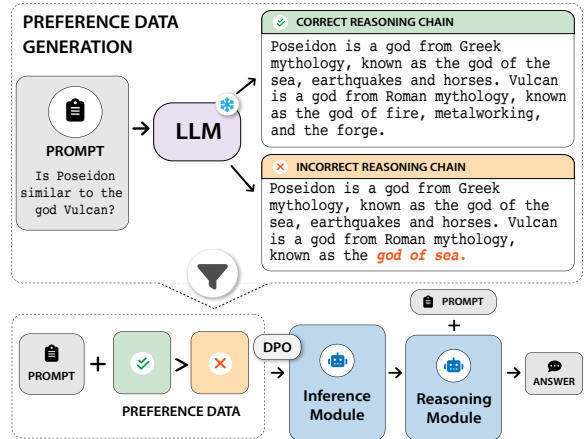 PREFERENCE DATA
GENERATION
PROMPT
Is Poseidon
similar to the
god Vulcan?
LLM
CORRECT REASONING CHAIN
Poseidon is a god from Greek
mythology, known as the god of the
sea, earthquakes and horses. Vulcan
is a god from Roman mythology, known
as the god of fire, metalworking,
and the forge.
INCORRECT REASONING CHAIN
Poseidon is a god from Greek
mythology, known as the god of the
sea, earthquakes and horses. Vulcan
is a god from Roman mythology,
known as the god of sea.
PROMPT
+
>
PREFERENCE DATA
DPO
Inference
Module
PROMPT
+
Reasoning
Module
ANSWER